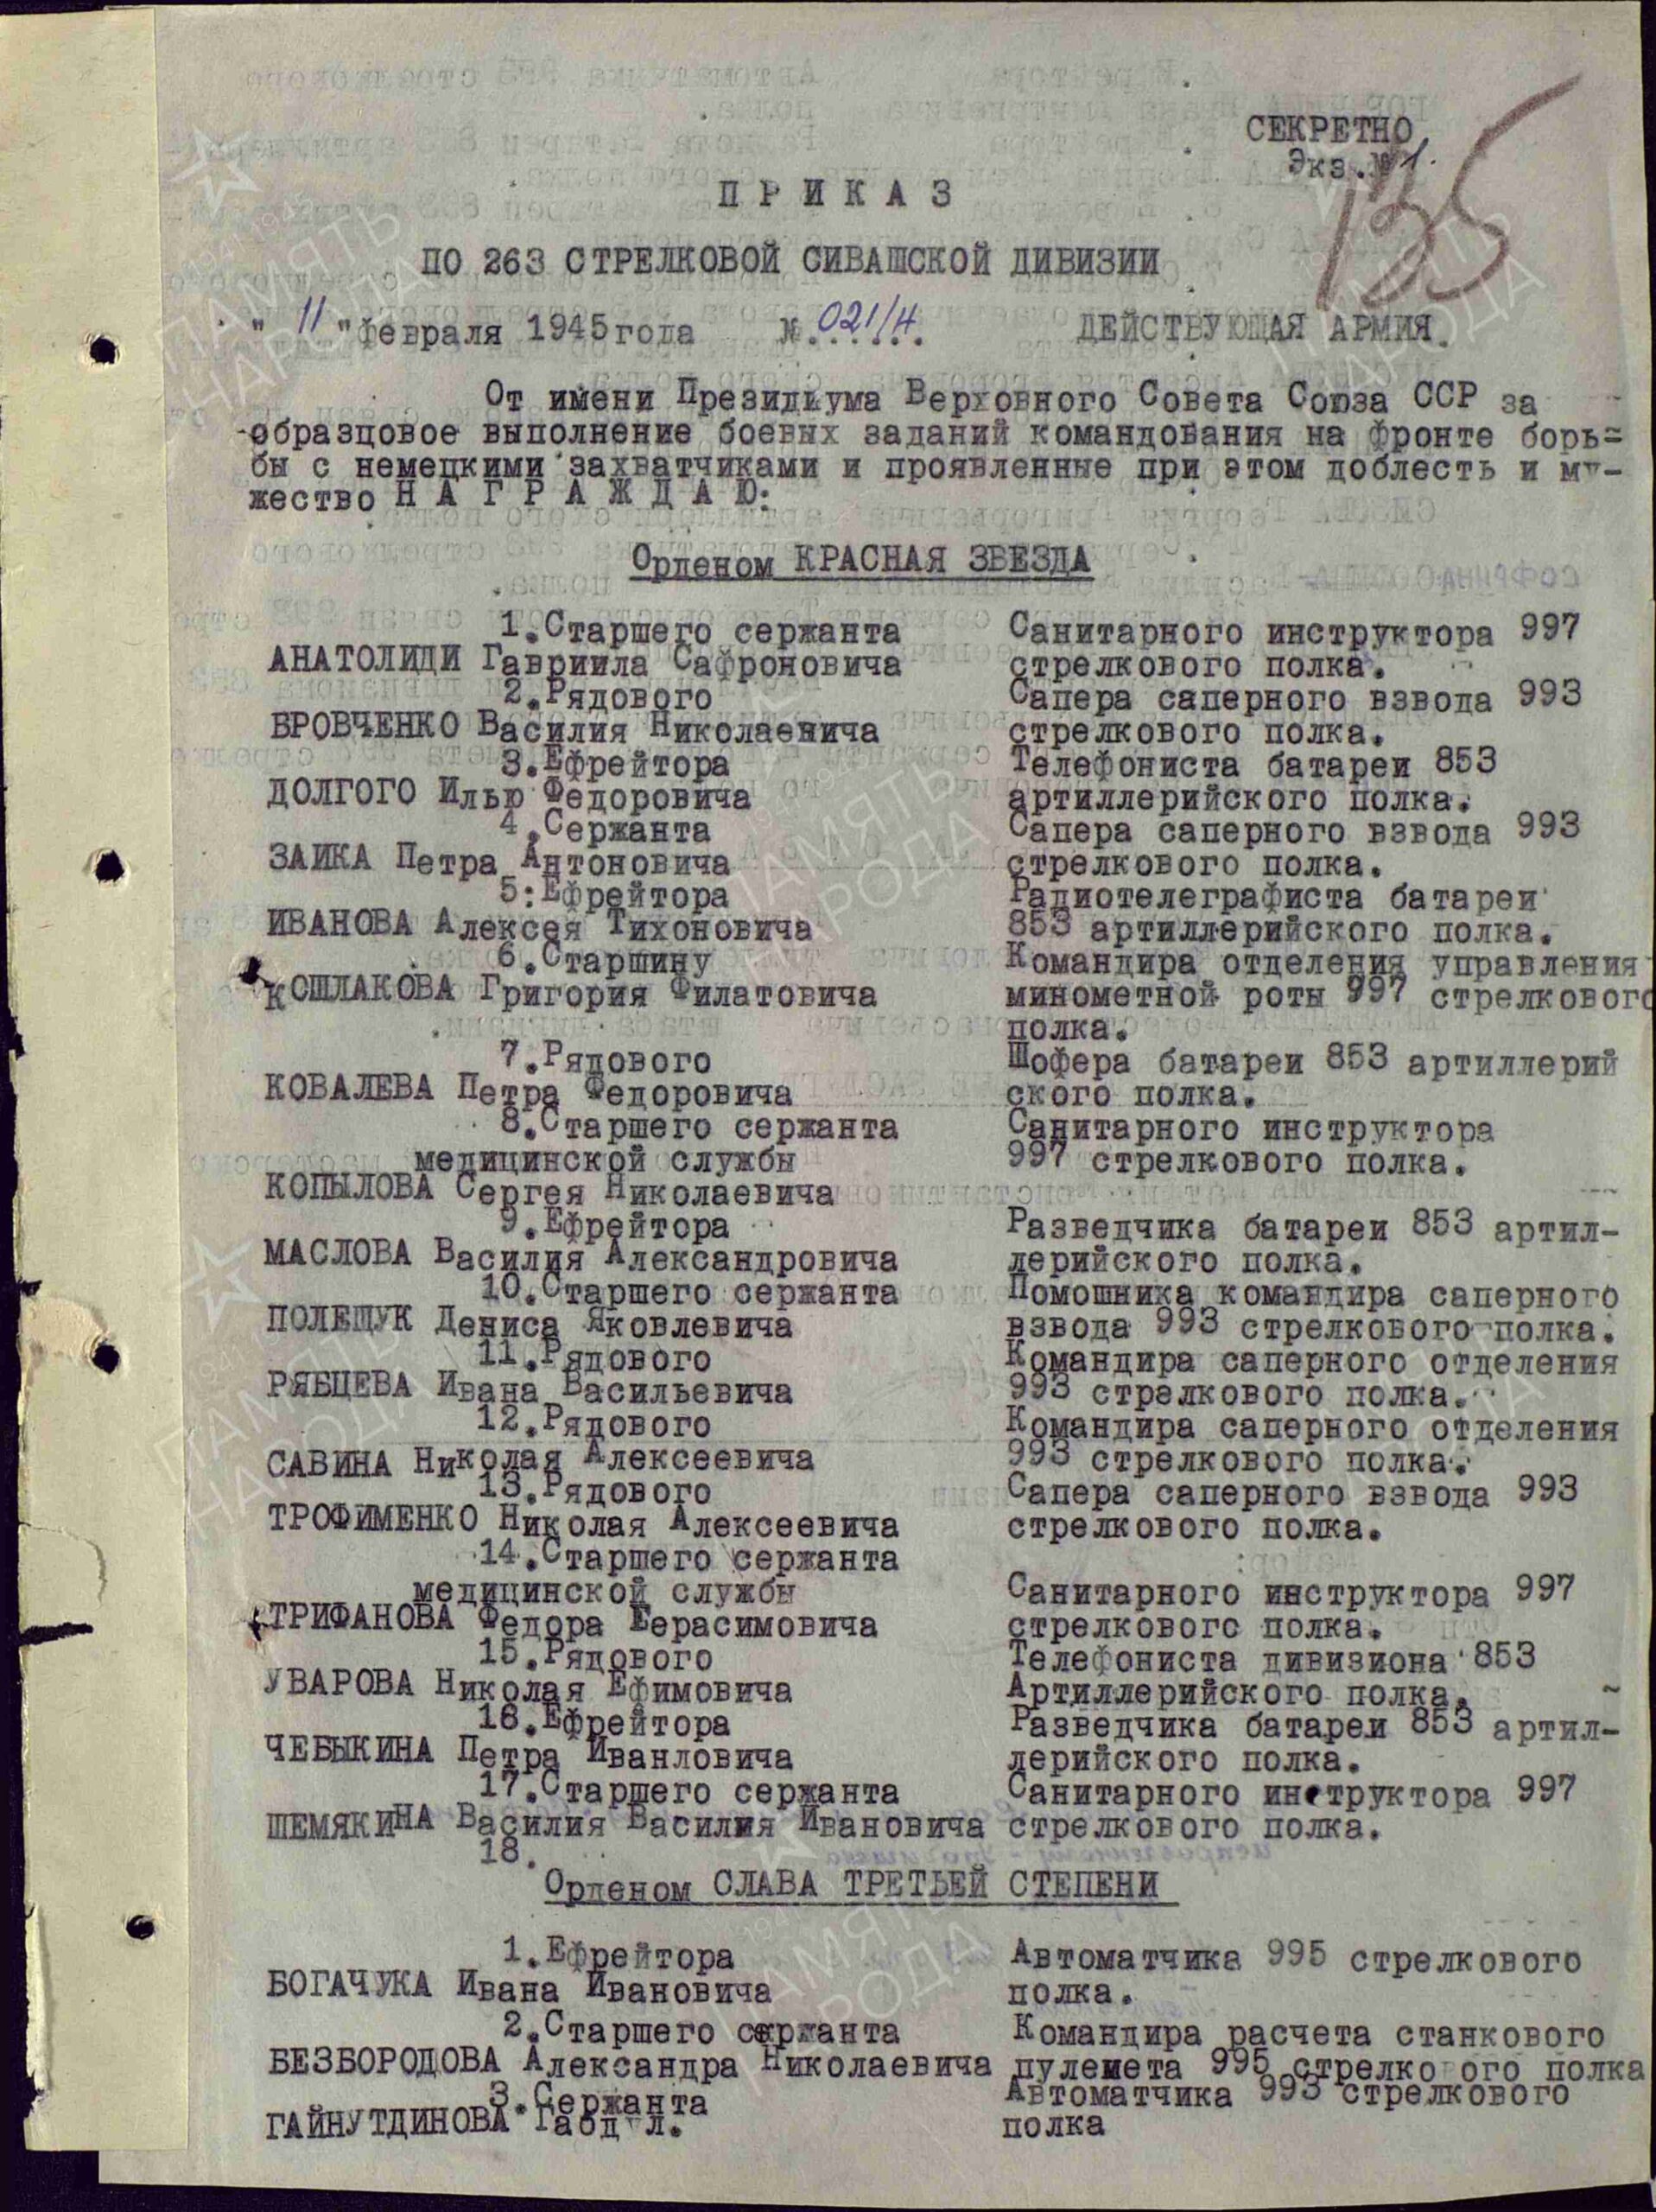 СЕКРЕТНО
Экз.№ 1.
135
П Р И К А З
ПО 263 СТРЕЛКОВОЙ СИВАШСКОЙ ДИВИЗИИ
" 11 " февраля 1945 года № 021/н ДЕЙСТВУЮЩАЯ АРМИЯ.
От имени Президиума Верховного Совета Союза ССР за
образцовое выполнение боевых заданий командования на фронте борь=
бы с немецкими захватчиками и проявленные при этом доблесть и му-
жество Н А Г Р А Ж Д А Ю:
Орденом КРАСНАЯ ЗВЕЗДА
1.Старшего сержанта Санитарного инструктора 997
АНАТОЛИДИ Гавриила Сафроновича стрелкового полка.
2.Рядового Сапера саперного взвода 993
БРОВЧЕНКО Василия Николаевича стрелкового полка.
3.Ефрейтора Телефониста батареи 853
ДОЛГОГО Илью Федоровича артиллерийского полка.
4.Сержанта Сапера саперного взвода 993
ЗАИКА Петра Антоновича стрелкового полка.
5.Ефрейтора Радиотелеграфиста батареи
ИВАНОВА Алексея Тихоновича 853 артиллерийского полка.
6.Старшину Командира отделения управления
КОШЛАКОВА Григория Филатовича минометной роты 997 стрелкового
полка.
7.Рядового Шофера батареи 853 артиллерий
КОВАЛЕВА Петра Федоровича ского полка.
8.Старшего сержанта Санитарного инструктора
медицинской службы 997 стрелкового полка.
КОПЫЛОВА Сергея Николаевича
9.Ефрейтора Разведчика батареи 853 артил-
МАСЛОВА Василия Александровича лерийского полка.
10.Старшего сержанта Помошника командира саперного
ПОЛЕЩУК Дениса Яковлевича взвода 993 стрелкового полка.
11.Рядового Командира саперного отделения
РЯБЦЕВА Ивана Васильевича 993 стрелкового полка.
12.Рядового Командира саперного отделения
САВИНА Николая Алексеевича 993 стрелкового полка.
13.Рядового Сапера саперного взвода 993
ТРОФИМЕНКО Николая Алексеевича стрелкового полка.
14.Старшего сержанта
медицинской службы Санитарного инструктора 997
ТРИФАНОВА Федора Герасимовича стрелкового полка.
15.Рядового Телефониста дивизиона 853
УВАРОВА Николая Ефимовича Артиллерийского полка.
16.Ефрейтора Разведчика батареи 853 артил-
ЧЕБЫКИНА Петра Иванловича лерийского полка.
17.Старшего сержанта Санитарного инструктора 997
ШЕМЯКИНА Василия Василия Ивановича стрелкового полка.
18.
Орденом СЛАВА ТРЕТЬЕЙ СТЕПЕНИ
1.Ефрейтора Автоматчика 995 стрелкового
БОГАЧУКА Ивана Ивановича полка.
2.Старшего сержанта Командира расчета станкового
БЕЗБОРОДОВА Александра Николаевича пулемета 995 стрелкового полка
3.Сержанта Автоматчика 993 стрелкового
ГАЙНУТДИНОВА полка
ПАМЯТЬ НАРОДА